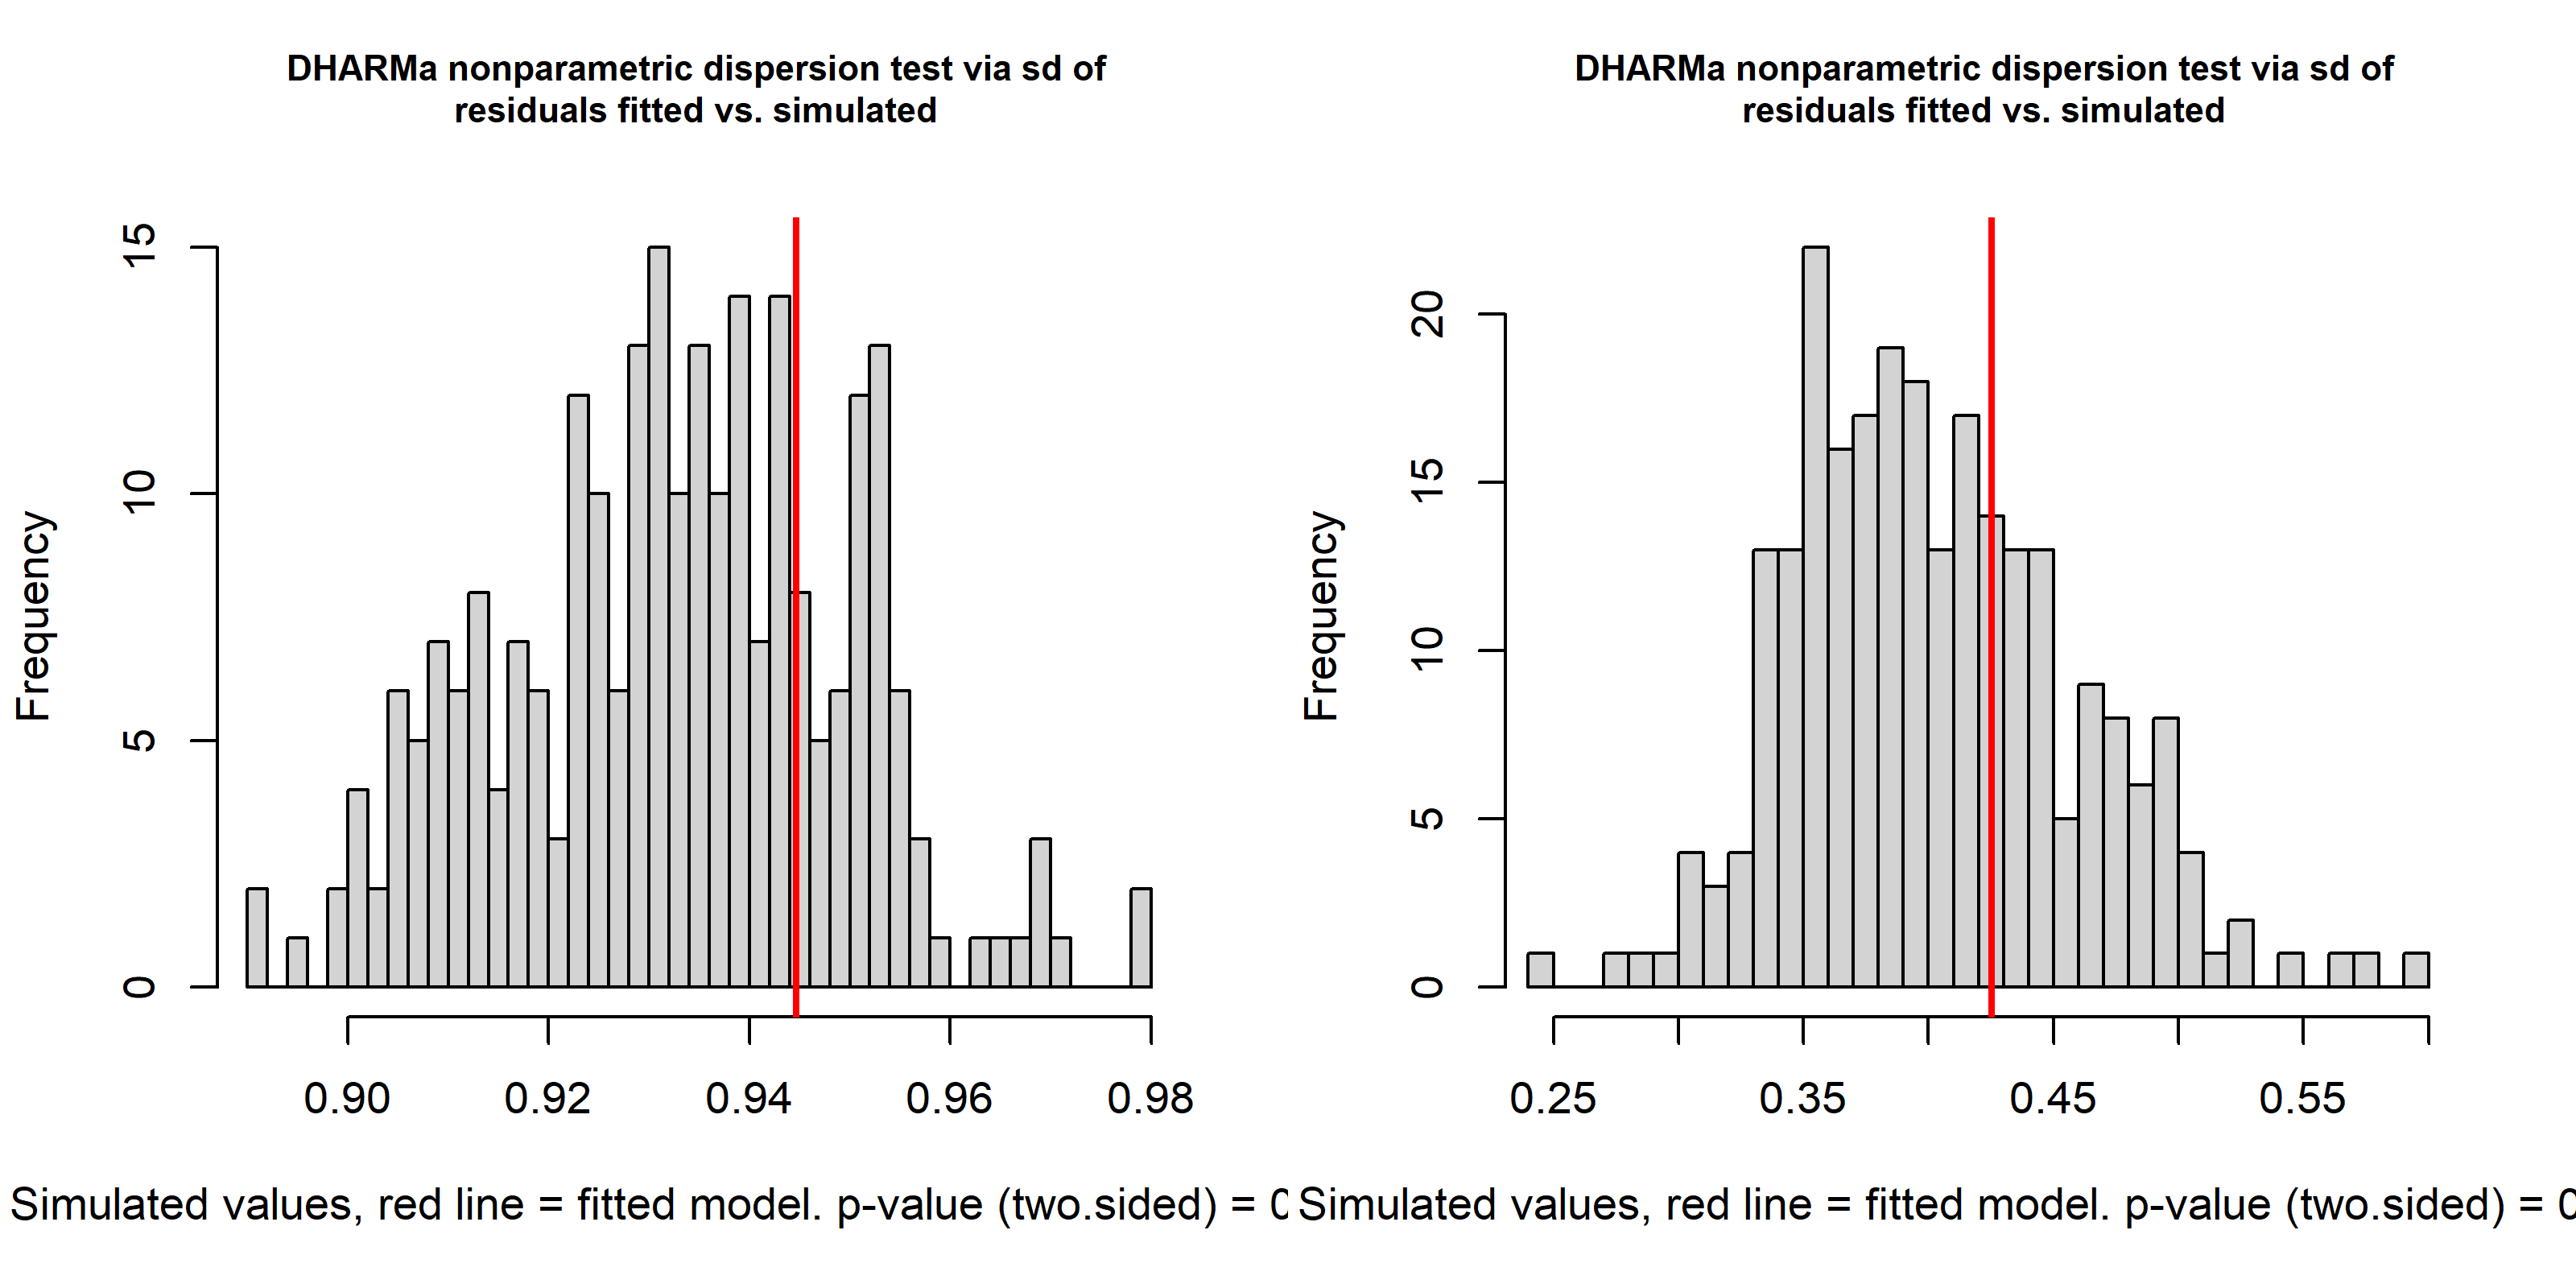 DHARMa nonparametric dispersion test via sd of
residuals fitted vs. simulated
Frequency
15
10
5
0
0.90 0.92 0.94 0.96 0.98
Simulated values, red line = fitted model. p-value (two.sided) = 0
DHARMa nonparametric dispersion test via sd of
residuals fitted vs. simulated
Frequency
20
15
10
5
0
0.25 0.35 0.45 0.55
Simulated values, red line = fitted model. p-value (two.sided) = 0